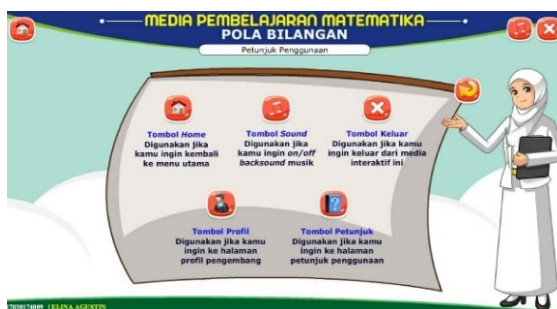 MEDIA PEMBELAJARAN MATEMATIKA
POLA BILANGAN
Petunjuk Penggunaan
Tombol Home
Digunakan jika
kamu ingin kembali
ke menu utama
Tombol Sound
Digunakan jika
kamu ingin on/off
backsound musik
Tombol Keluar
Digunakan jika kamu
ingin keluar dari media
interaktif ini
Tombol Profil
Digunakan jika kamu
ingin ke halaman
profil pengembang
Tombol Petunjuk
Digunakan jika kamu
ingin ke halaman
petunjuk penggunaan
ELINA AGUSTIN